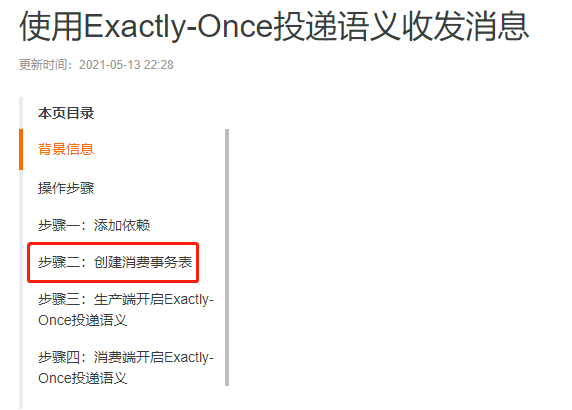 使用Exactly-Once投递语义收发消息
更新时间：2021-05-13 22:28
本页目录
背景信息
操作步骤
步骤一：添加依赖
步骤二：创建消费事务表
步骤三：生产端开启Exactly-
Once投递语义
步骤四：消费端开启Exactly-
Once投递语义